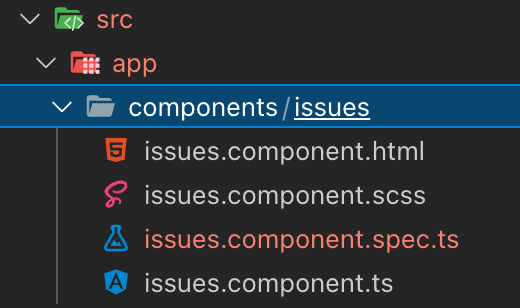 src
app
components/issues
issues.component.html
issues.component.scss
issues.component.spec.ts
issues.component.ts